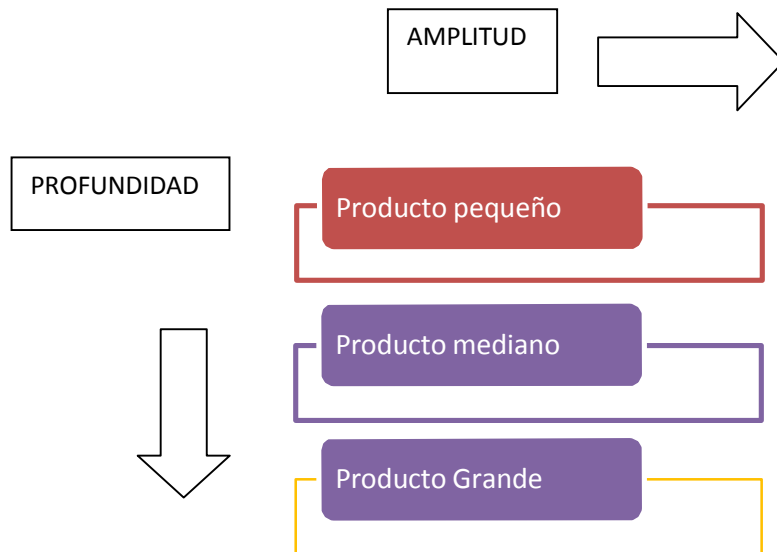 AMPLITUD
PROFUNDIDAD
Producto pequeño
Producto mediano
Producto Grande